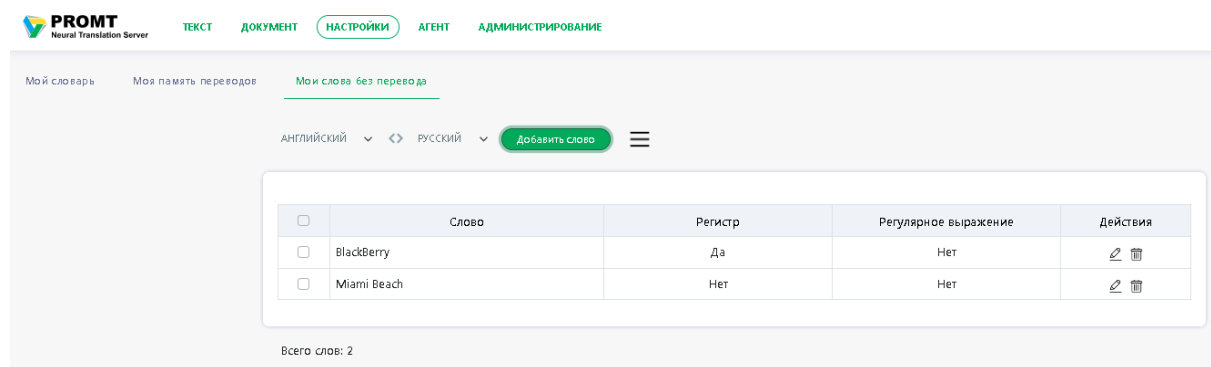 PROMT
Neural Translation Server
ТЕКСТ ДОКУМЕНТ НАСТРОЙКИ АГЕНТ АДМИНИСТРИРОВАНИЕ
Мой словарь Моя память переводов Мои слова без перевода
АНГЛИЙСКИЙ РУССКИЙ Добавить слово
Слово Регистр Регулярное выражение Действия
BlackBerry Да Нет
Miami Beach Нет Нет
Всего слов: 2